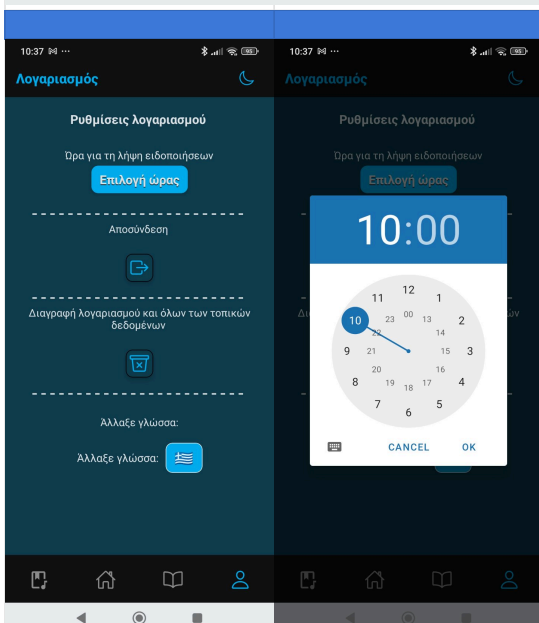 10:37 ···
95
Λογαριασμός
Ρυθμίσεις λογαριασμού
Ώρα για τη λήψη ειδοποιήσεων
Επιλογή ώρας
Αποσύνδεση
Διαγραφή λογαριασμού και όλων των τοπικών
δεδομένων
Άλλαξε γλώσσα:
Άλλαξε γλώσσα:
10:37 ···
95
Λογαριασμός
Ρυθμίσεις λογαριασμού
Ώρα για τη λήψη ειδοποιήσεων
Επιλογή ώρας
10:00
12
11 1
00
10 23 13 2
22 14
9 21 15 3
20 16
8 19 17 4
18
7 5
6
CANCEL OK